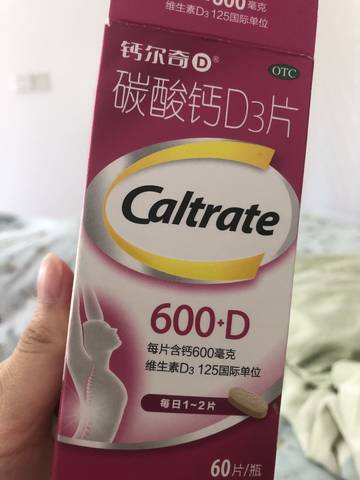 600毫克
维生素D3 125国际单位
钙尔奇D®
OTC
碳酸钙D3片
Caltrate
600+D
每片含钙600毫克
维生素D3 125国际单位
每日1~2片
60片/瓶